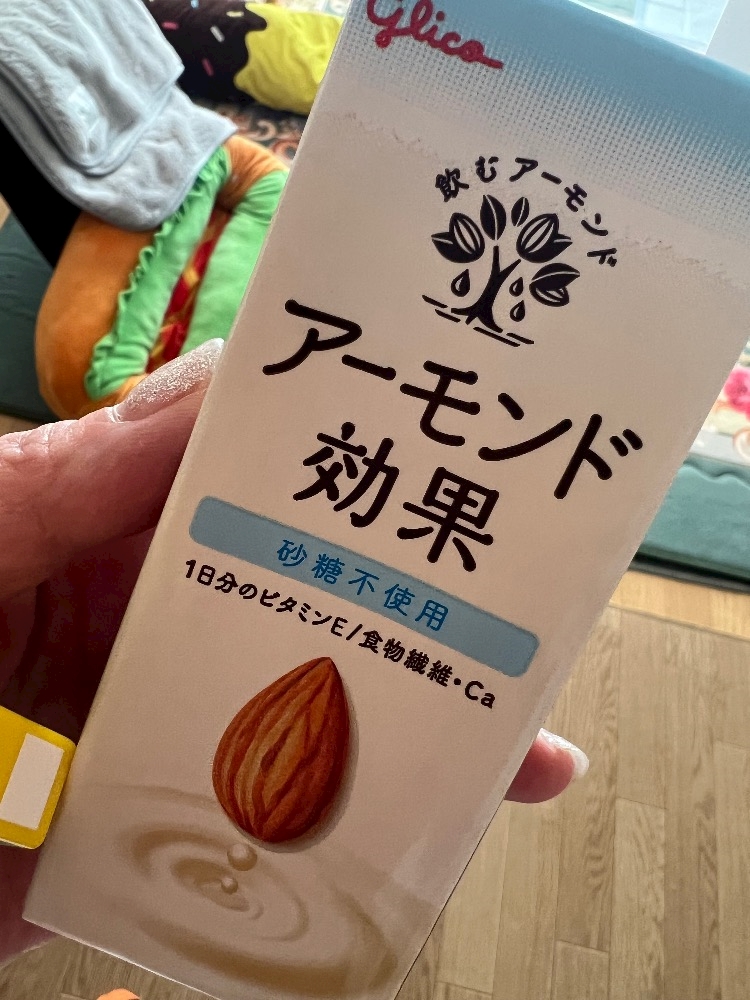 Glico
飲むアーモンド
アーモンド
効果
砂糖不使用
1日分のビタミンE/食物繊維・Ca